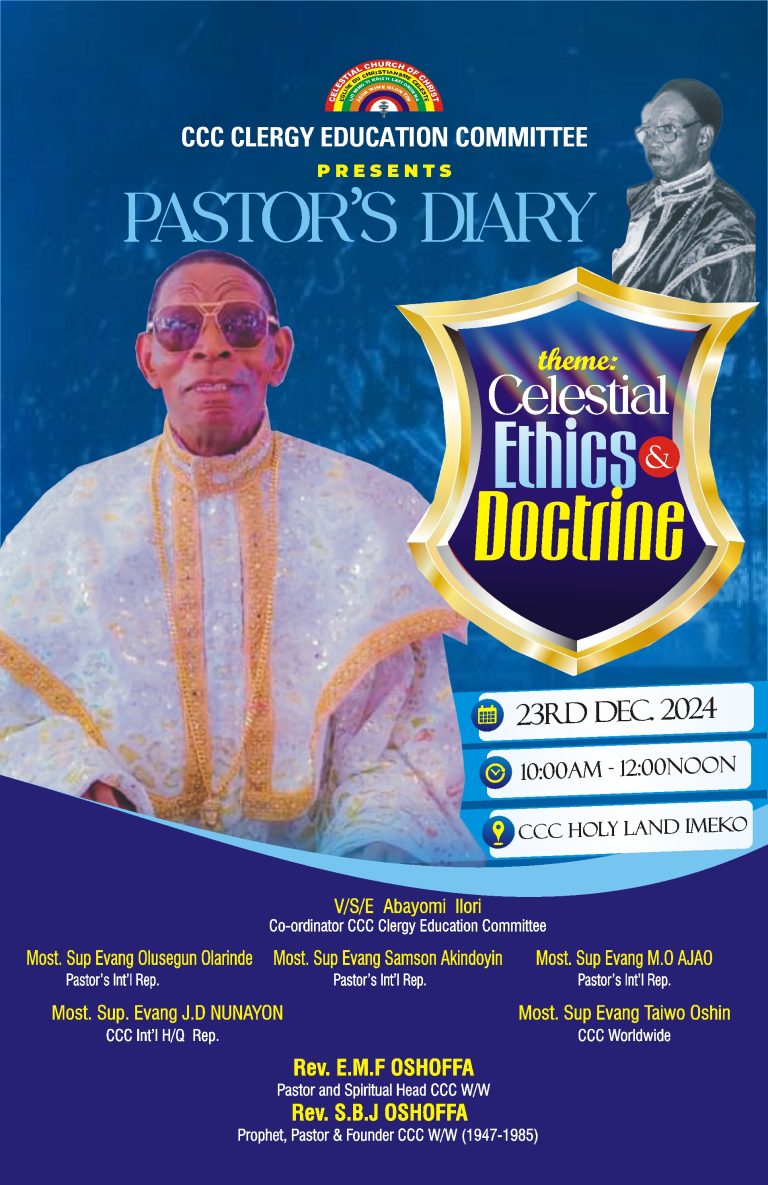 CELESTIAL CHURCH OF CHRIST
CCC CLERGY EDUCATION COMMITTEE
PRESENTS
PASTOR'S DIARY
theme:
Celestial
Ethics &
Doctrine
23RD DEC. 2024
10:00AM - 12:00NOON
CCC HOLY LAND IMEKO
V/S/E Abayomi Ilori
Co-ordinator CCC Clergy Education Committee
Most. Sup Evang Olusegun Olarinde
Pastor's Int'l Rep.
Most. Sup Evang Samson Akindoyin
Pastor's Int'l Rep.
Most. Sup Evang M.O AJAO
Pastor's Int'l Rep.
Most. Sup. Evang J.D NUNAYON
CCC Int'l H/Q Rep.
Most. Sup Evang Taiwo Oshin
CCC Worldwide
Rev. E.M.F OSHOFFA
Pastor and Spiritual Head CCC W/W
Rev. S.B.J OSHOFFA
Prophet, Pastor & Founder CCC W/W (1947-1985)